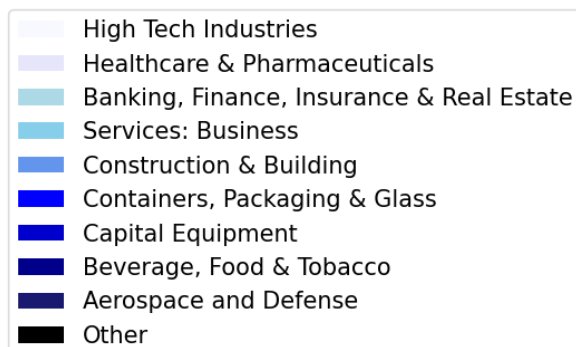 High Tech Industries
Healthcare & Pharmaceuticals
Banking, Finance, Insurance & Real Estate
Services: Business
Construction & Building
Containers, Packaging & Glass
Capital Equipment
Beverage, Food & Tobacco
Aerospace and Defense
Other